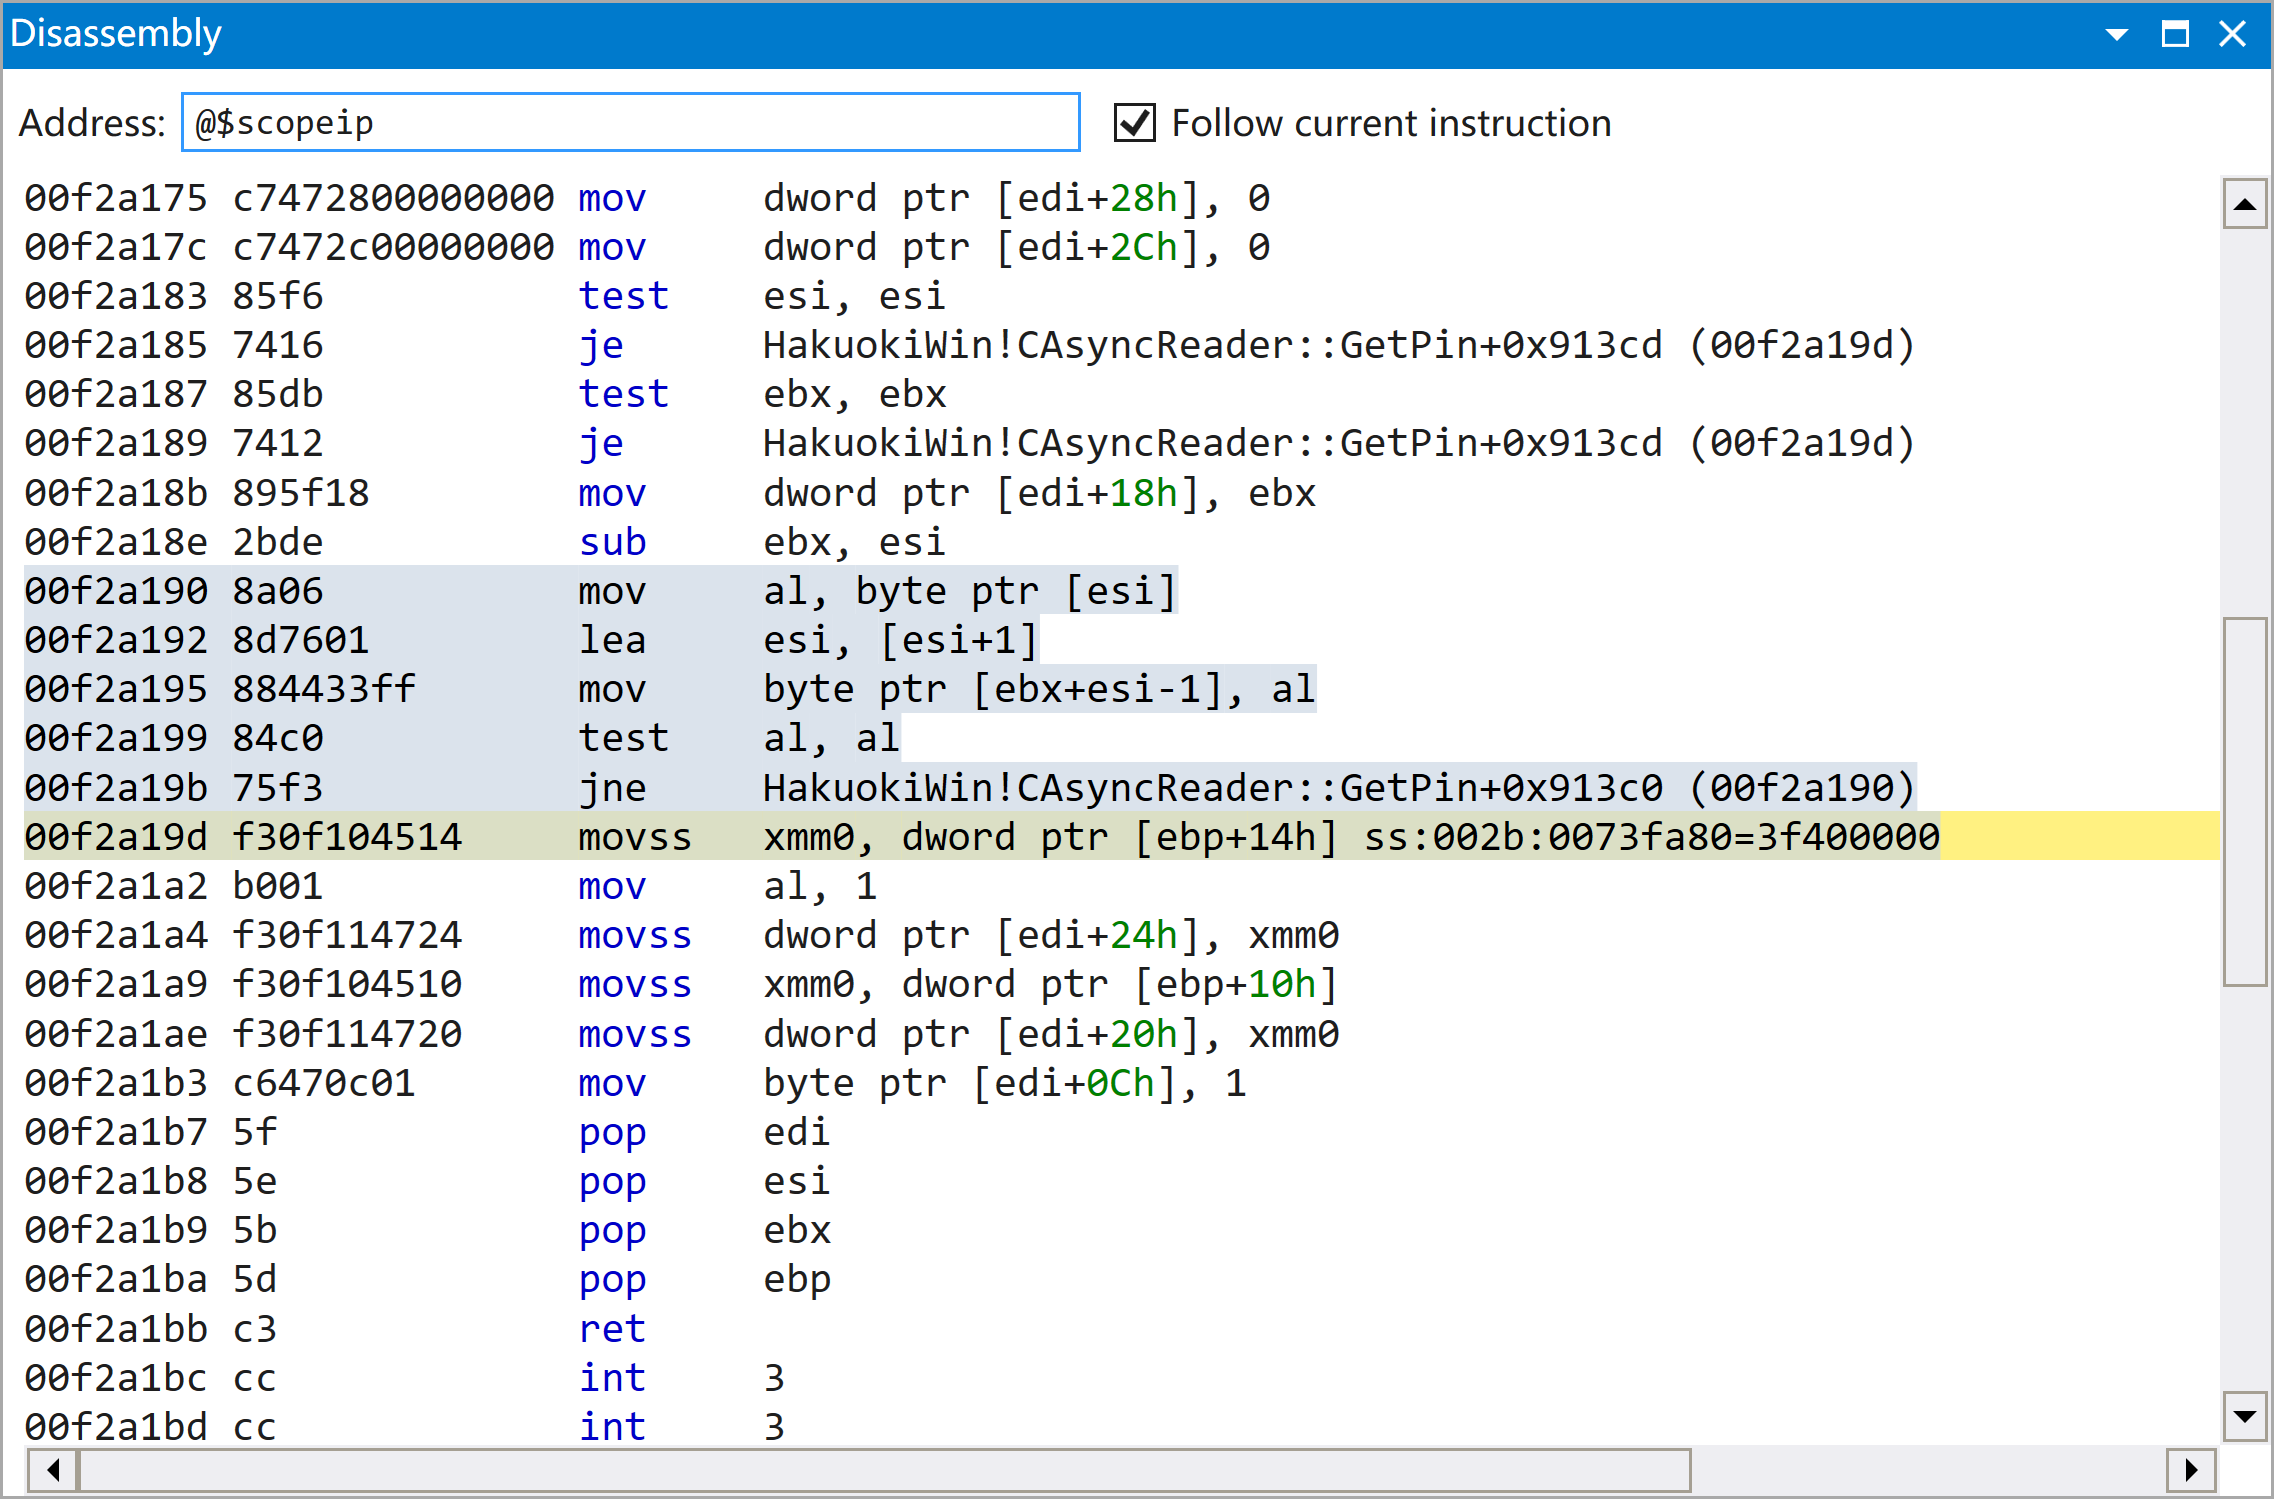 Disassembly
Address: @$scopeip Follow current instruction
00f2a175 c7472800000000 mov dword ptr [edi+28h], 0
00f2a17c c7472c00000000 mov dword ptr [edi+2Ch], 0
00f2a183 85f6 test esi, esi
00f2a185 7416 je HakuokiWin!CAsyncReader::GetPin+0x913cd (00f2a19d)
00f2a187 85db test ebx, ebx
00f2a189 7412 je HakuokiWin!CAsyncReader::GetPin+0x913cd (00f2a19d)
00f2a18b 895f18 mov dword ptr [edi+18h], ebx
00f2a18e 2bde sub ebx, esi
00f2a190 8a06 mov al, byte ptr [esi]
00f2a192 8d7601 lea esi, [esi+1]
00f2a195 884433ff mov byte ptr [ebx+esi-1], al
00f2a199 84c0 test al, al
00f2a19b 75f3 jne HakuokiWin!CAsyncReader::GetPin+0x913c0 (00f2a190)
00f2a19d f30f104514 movss xmm0, dword ptr [ebp+14h] ss:002b:0073fa80=3f400000
00f2a1a2 b001 mov al, 1
00f2a1a4 f30f114724 movss dword ptr [edi+24h], xmm0
00f2a1a9 f30f104510 movss xmm0, dword ptr [ebp+10h]
00f2a1ae f30f114720 movss dword ptr [edi+20h], xmm0
00f2a1b3 c6470c01 mov byte ptr [edi+0Ch], 1
00f2a1b7 5f pop edi
00f2a1b8 5e pop esi
00f2a1b9 5b pop ebx
00f2a1ba 5d pop ebp
00f2a1bb c3 ret
00f2a1bc cc int 3
00f2a1bd cc int 3